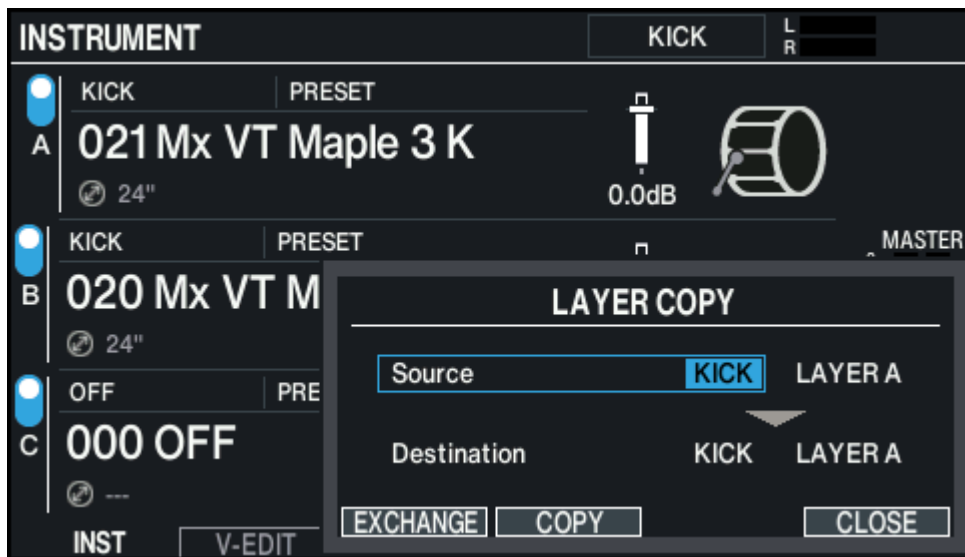 INSTRUMENT KICK L
R
KICK PRESET
A 021 Mx VT Maple 3 K
24" 0.0dB
KICK PRESET MASTER
B 020 Mx VT M
24"
OFF PRE
C 000 OFF
---
INST V-EDIT
LAYER COPY
Source KICK LAYER A
Destination KICK LAYER A
EXCHANGE COPY CLOSE